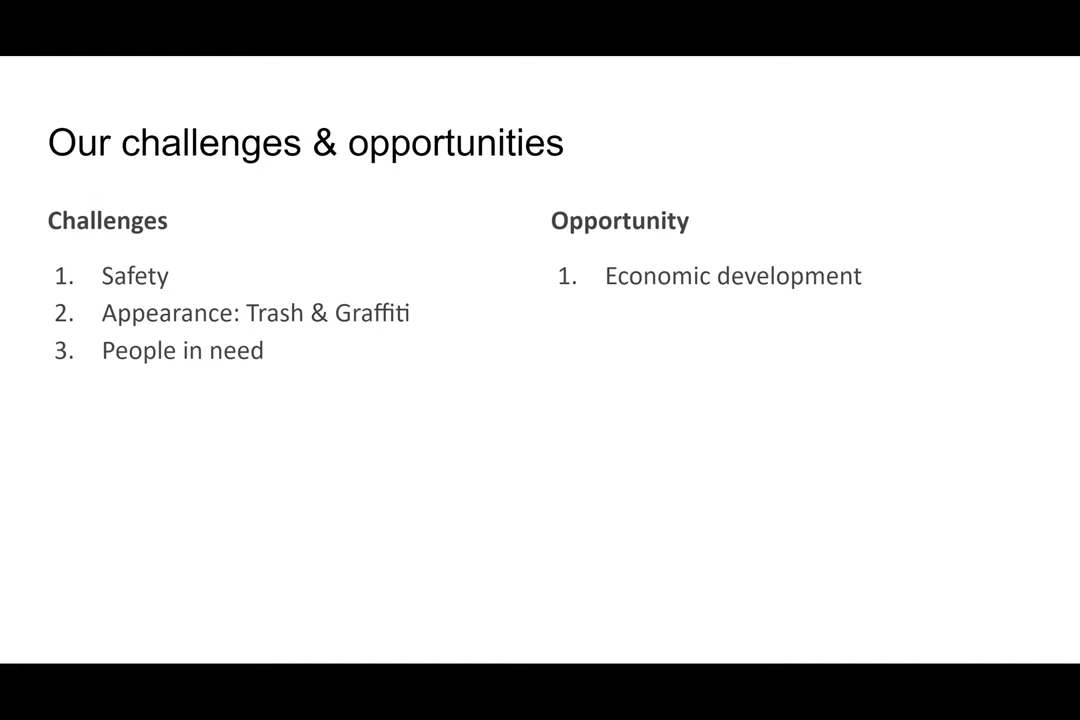 Our challenges & opportunities
Challenges
1. Safety
2. Appearance: Trash & Graffiti
3. People in need
Opportunity
1. Economic development